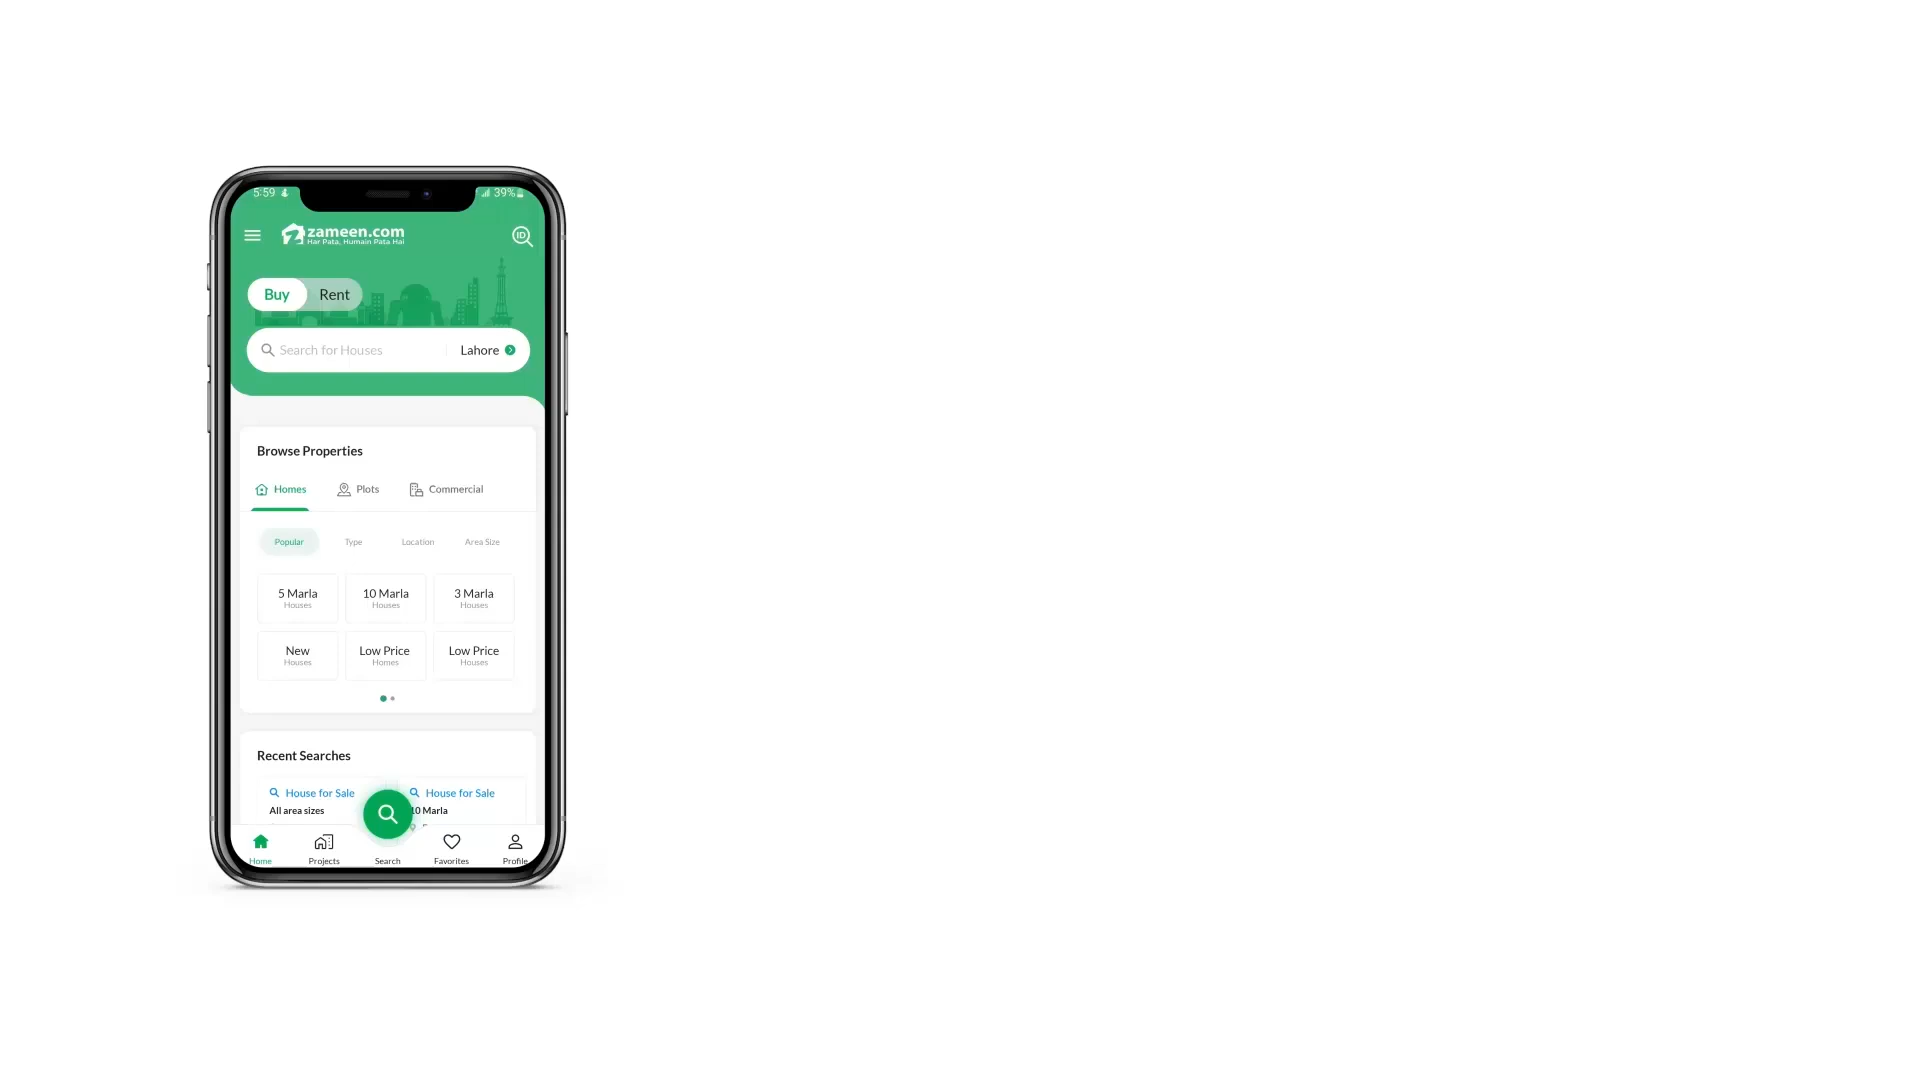 5:59
39%
zameen.com
Har Pata, Humain Pata Hai
ID
Buy Rent
Search for Houses Lahore
Browse Properties
Homes Plots Commercial
Popular Type Location Area Size
5 Marla 10 Marla 3 Marla
Houses Houses Houses
New Low Price Low Price
Houses Homes Houses
Recent Searches
House for Sale House for Sale
All area sizes 10 Marla
Home Projects Search Favorites Profile